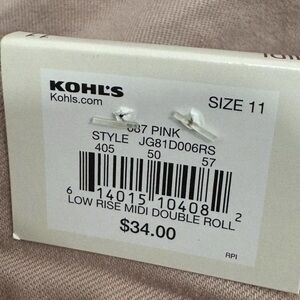 KOHL'S
Kohls.com
SIZE 11
687 PINK
STYLE JG81D006RS
405 50 57
6 14015 10408 2
LOW RISE MIDI DOUBLE ROLL
$34.00
RPI